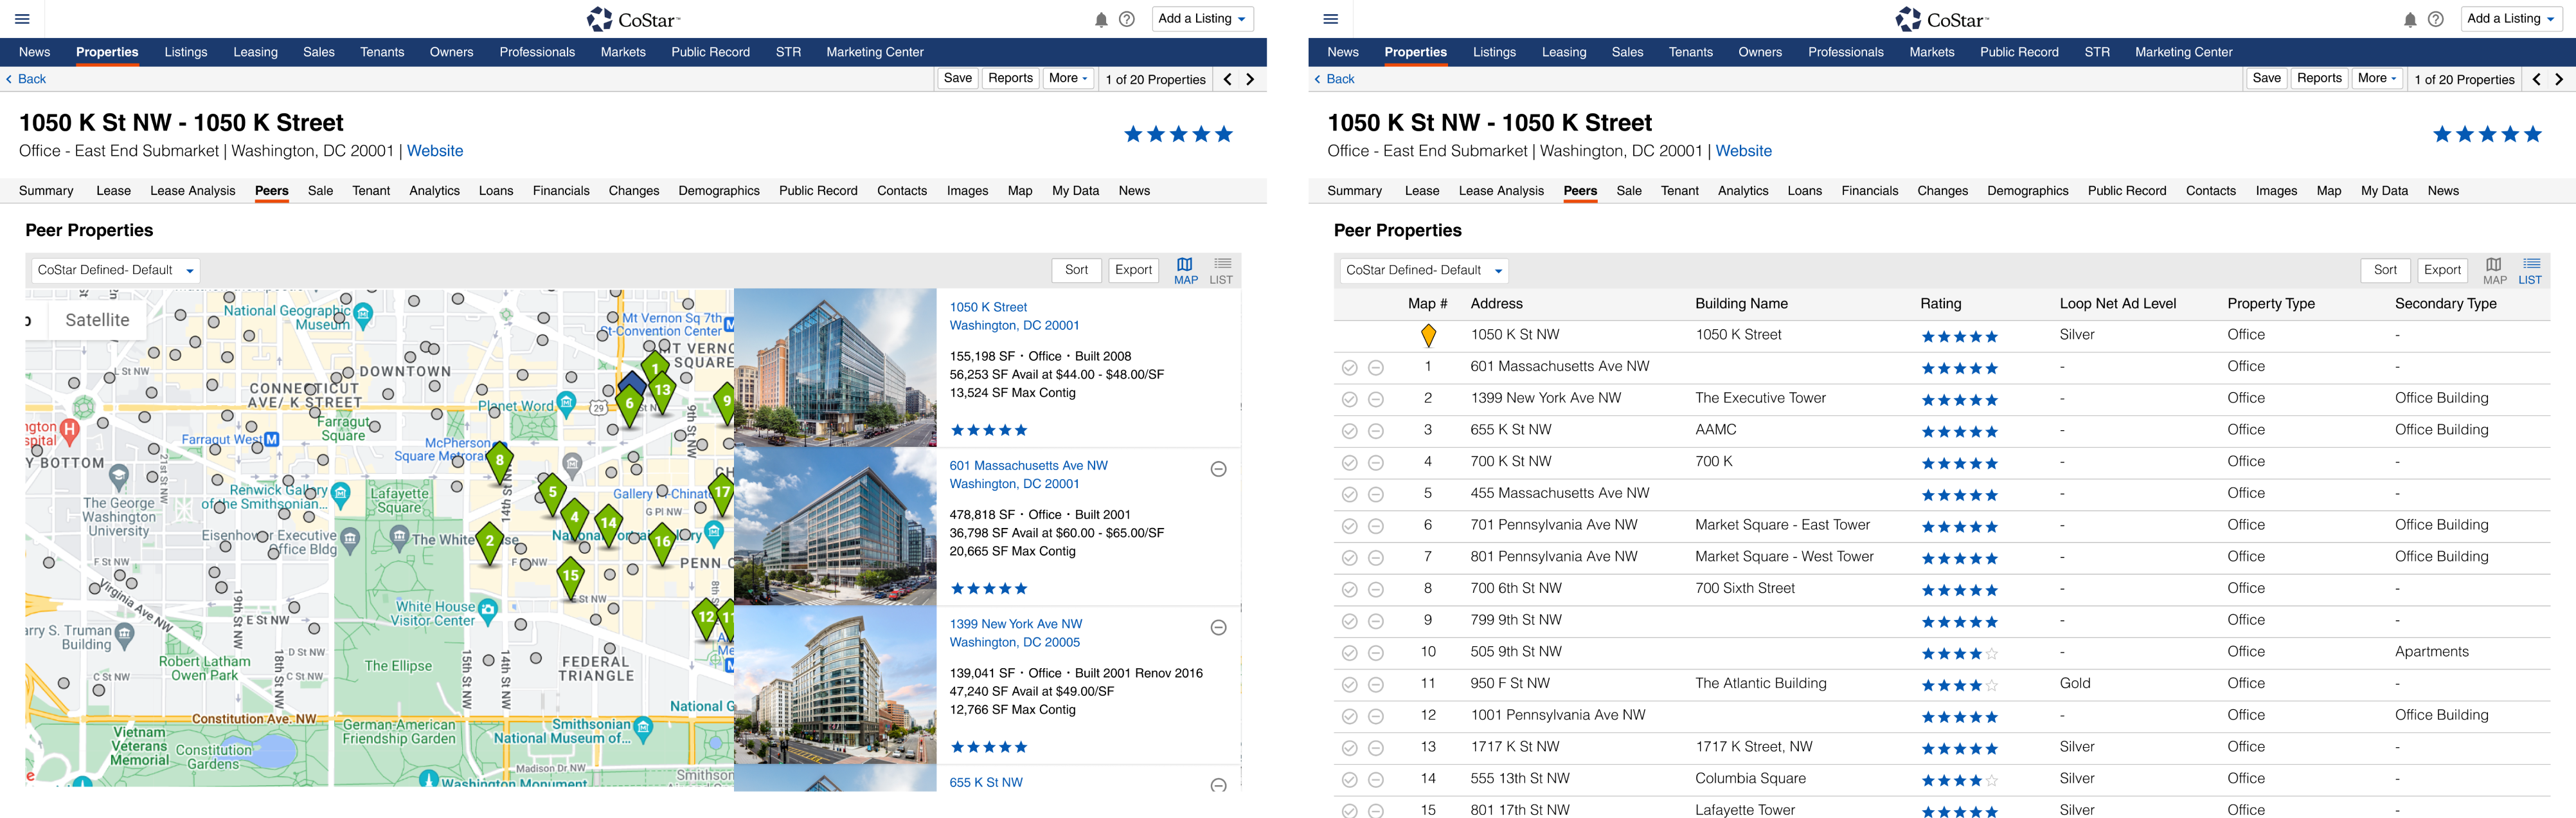 CoStar™
Add a Listing
News Properties Listings Leasing Sales Tenants Owners Professionals Markets Public Record STR Marketing Center
Back
Save Reports More 1 of 20 Properties
1050 K St NW - 1050 K Street
Office - East End Submarket | Washington, DC 20001 | Website
Summary Lease Lease Analysis Peers Sale Tenant Analytics Loans Financials Changes Demographics Public Record Contacts Images Map My Data News
Peer Properties
CoStar Defined- Default
Sort Export MAP LIST
Satellite
National Geographic
Museum
Mt Vernon Sq 7th
St-Convention Center
SQUARE
L St NW
DOWNTOWN
CONNECTICUT
AVE/ K STREET
1
13
6
9
Planet Word
29
9th St NW
Farragut
Square
Farragut West
McPherson
Square
H
Y BOTTOM
21st St NW
8
14th St NW
5
17
4
14
2
16
15
12
The George
Washington
University
Renwick Gallery
of the Smithsonian...
Lafayette
Square
G Pl NW
Executive
Office Bldg
The White
F St NW
PENN
Virginia Ave NW
19th St NW
E St NW
White House
Visitor Center
arry S. Truman
Building
D St NW
18th St NW
15th St NW
14th St NW
Robert Latham
Owen Park
The Ellipse
FEDERAL
TRIANGLE
C St NW
C St NW
National G
Constitution Ave. NW
German-American
Friendship Garden
Smithsonian
National Museum of...
Vietnam
Veterans
Memorial
Constitution
Gardens
Madison Dr NW
Smithson
Washington Monument
1050 K Street
Washington, DC 20001
155,198 SF · Office · Built 2008
56,253 SF Avail at $44.00 - $48.00/SF
13,524 SF Max Contig
601 Massachusetts Ave NW
Washington, DC 20001
478,818 SF · Office · Built 2001
36,798 SF Avail at $60.00 - $65.00/SF
20,665 SF Max Contig
1399 New York Ave NW
Washington, DC 20005
139,041 SF · Office · Built 2001 Renov 2016
47,240 SF Avail at $49.00/SF
12,766 SF Max Contig
655 K St NW
CoStar™
Add a Listing
News Properties Listings Leasing Sales Tenants Owners Professionals Markets Public Record STR Marketing Center
Back
Save Reports More 1 of 20 Properties
1050 K St NW - 1050 K Street
Office - East End Submarket | Washington, DC 20001 | Website
Summary Lease Lease Analysis Peers Sale Tenant Analytics Loans Financials Changes Demographics Public Record Contacts Images Map My Data News
Peer Properties
CoStar Defined- Default
Sort Export MAP LIST
Map # Address Building Name Rating Loop Net Ad Level Property Type Secondary Type
1050 K St NW 1050 K Street Silver Office -
1 601 Massachusetts Ave NW - Office -
2 1399 New York Ave NW The Executive Tower - Office Office Building
3 655 K St NW AAMC - Office Office Building
4 700 K St NW 700 K - Office -
5 455 Massachusetts Ave NW - Office -
6 701 Pennsylvania Ave NW Market Square - East Tower - Office Office Building
7 801 Pennsylvania Ave NW Market Square - West Tower - Office Office Building
8 700 6th St NW 700 Sixth Street - Office -
9 799 9th St NW - Office -
10 505 9th St NW - Office Apartments
11 950 F St NW The Atlantic Building Gold Office -
12 1001 Pennsylvania Ave NW - Office Office Building
13 1717 K St NW 1717 K Street, NW Silver Office -
14 555 13th St NW Columbia Square Silver Office -
15 801 17th St NW Lafayette Tower Silver Office -